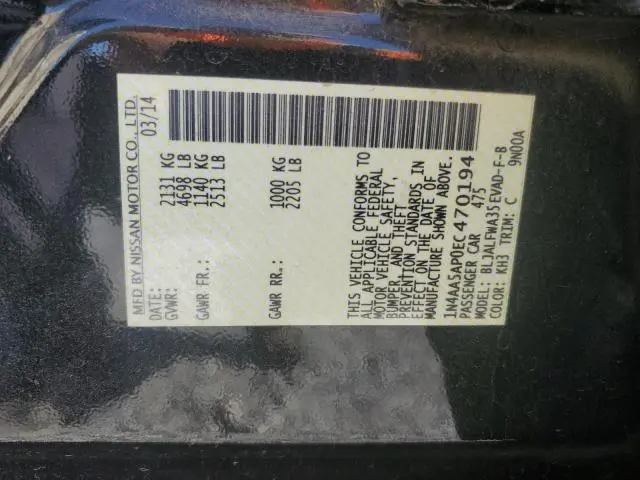 MFD BY NISSAN MOTOR CO., LTD.
DATE: 03/14
GVWR: 2131 KG
4698 LB
GAWR FR.: 1140 KG
2513 LB
GAWR RR.: 1000 KG
2205 LB
THIS VEHICLE CONFORMS TO
ALL APPLICABLE FEDERAL
MOTOR VEHICLE SAFETY,
BUMPER, AND THEFT
PREVENTION STANDARDS IN
EFFECT ON THE DATE OF
MANUFACTURE SHOWN ABOVE.
1N4AA5AP0EC470194
PASSENGER CAR 475
MODEL: BLJALFWA35EVAD-F-B
COLOR: KH3 TRIM: C 9N00A